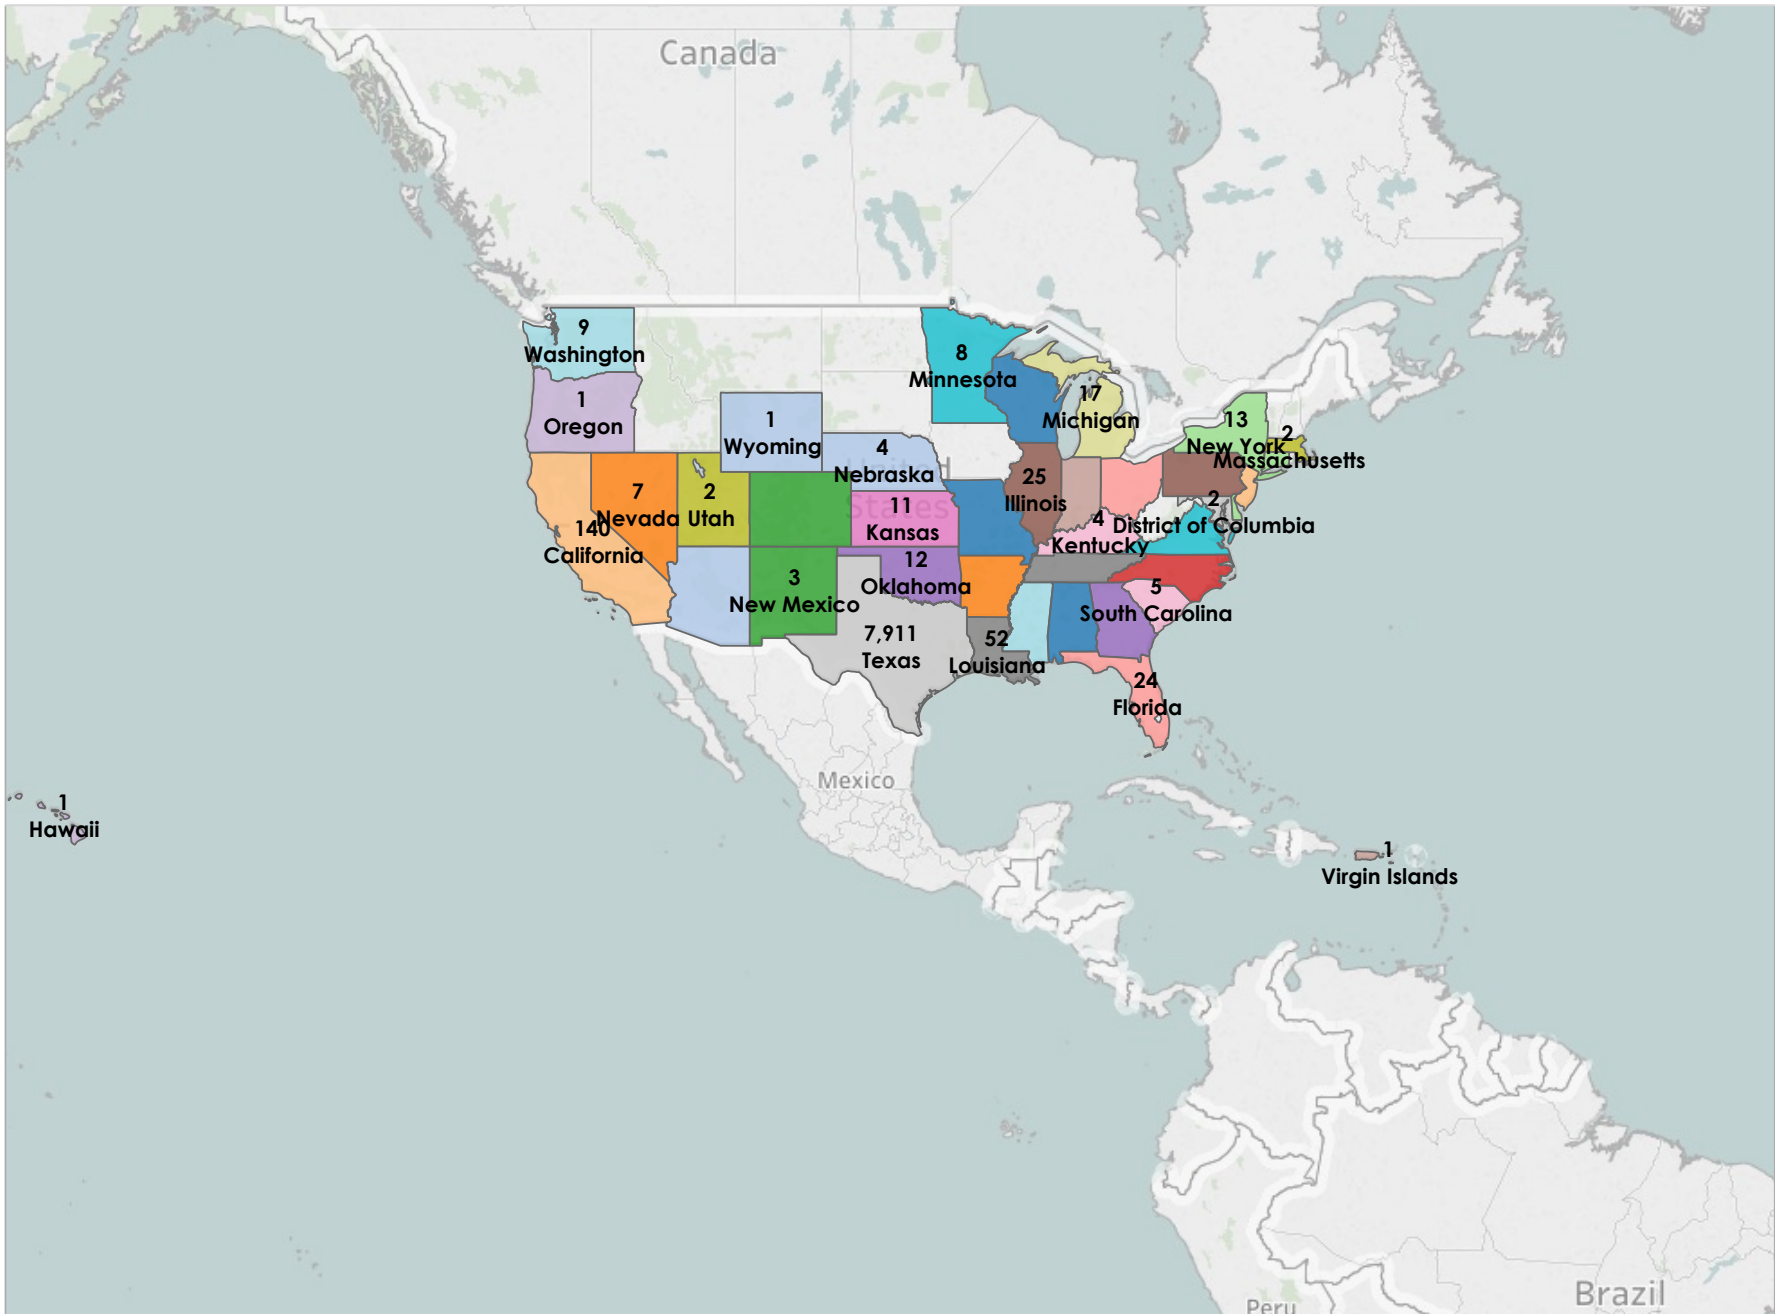 Canada
9
Washington
8
Minnesota
1
Oregon
1
Wyoming
17
Michigan
13
New York
2
Massachusetts
4
Nebraska
United
States
25
Illinois
7
Nevada
2
Utah
11
Kansas
2
District of Columbia
4
Kentucky
140
California
12
Oklahoma
3
New Mexico
5
South Carolina
7,911
Texas
52
Louisiana
24
Florida
Mexico
1
Hawaii
1
Virgin Islands
Brazil
Peru